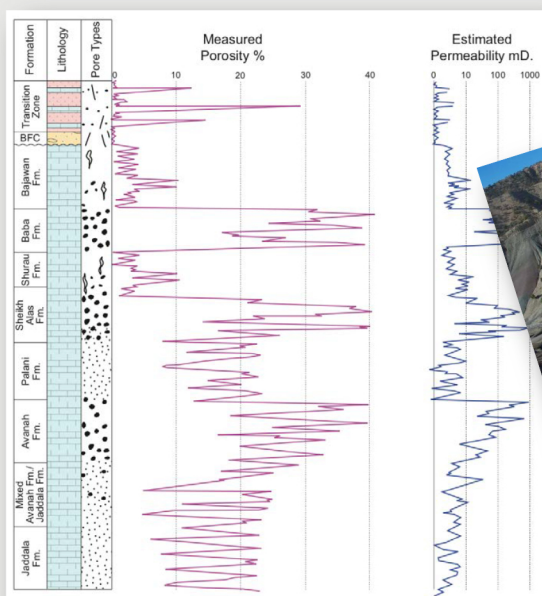 Measured
Porosity %
Estimated
Permeability mD.
Formation
Lithology
Pore Types
0
10
20
30
40
0
10
100
1000
Transition
Zone
BFC
Bajawan
Fm.
Baba
Fm.
Shurau
Fm.
Sheikh
Alas
Fm.
Palani
Fm.
Avanah
Fm.
Mixed
Avanah Fm./
Jaddala Fm.
Jaddala
Fm.